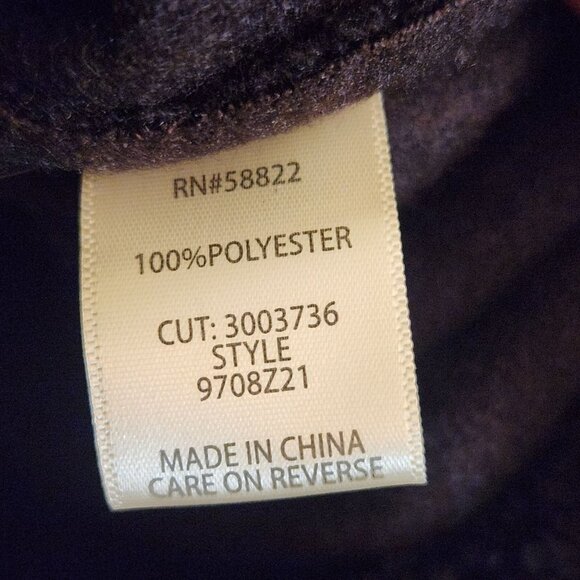 RN#58822
100%POLYESTER
CUT: 3003736
STYLE
9708Z21
MADE IN CHINA
CARE ON REVERSE